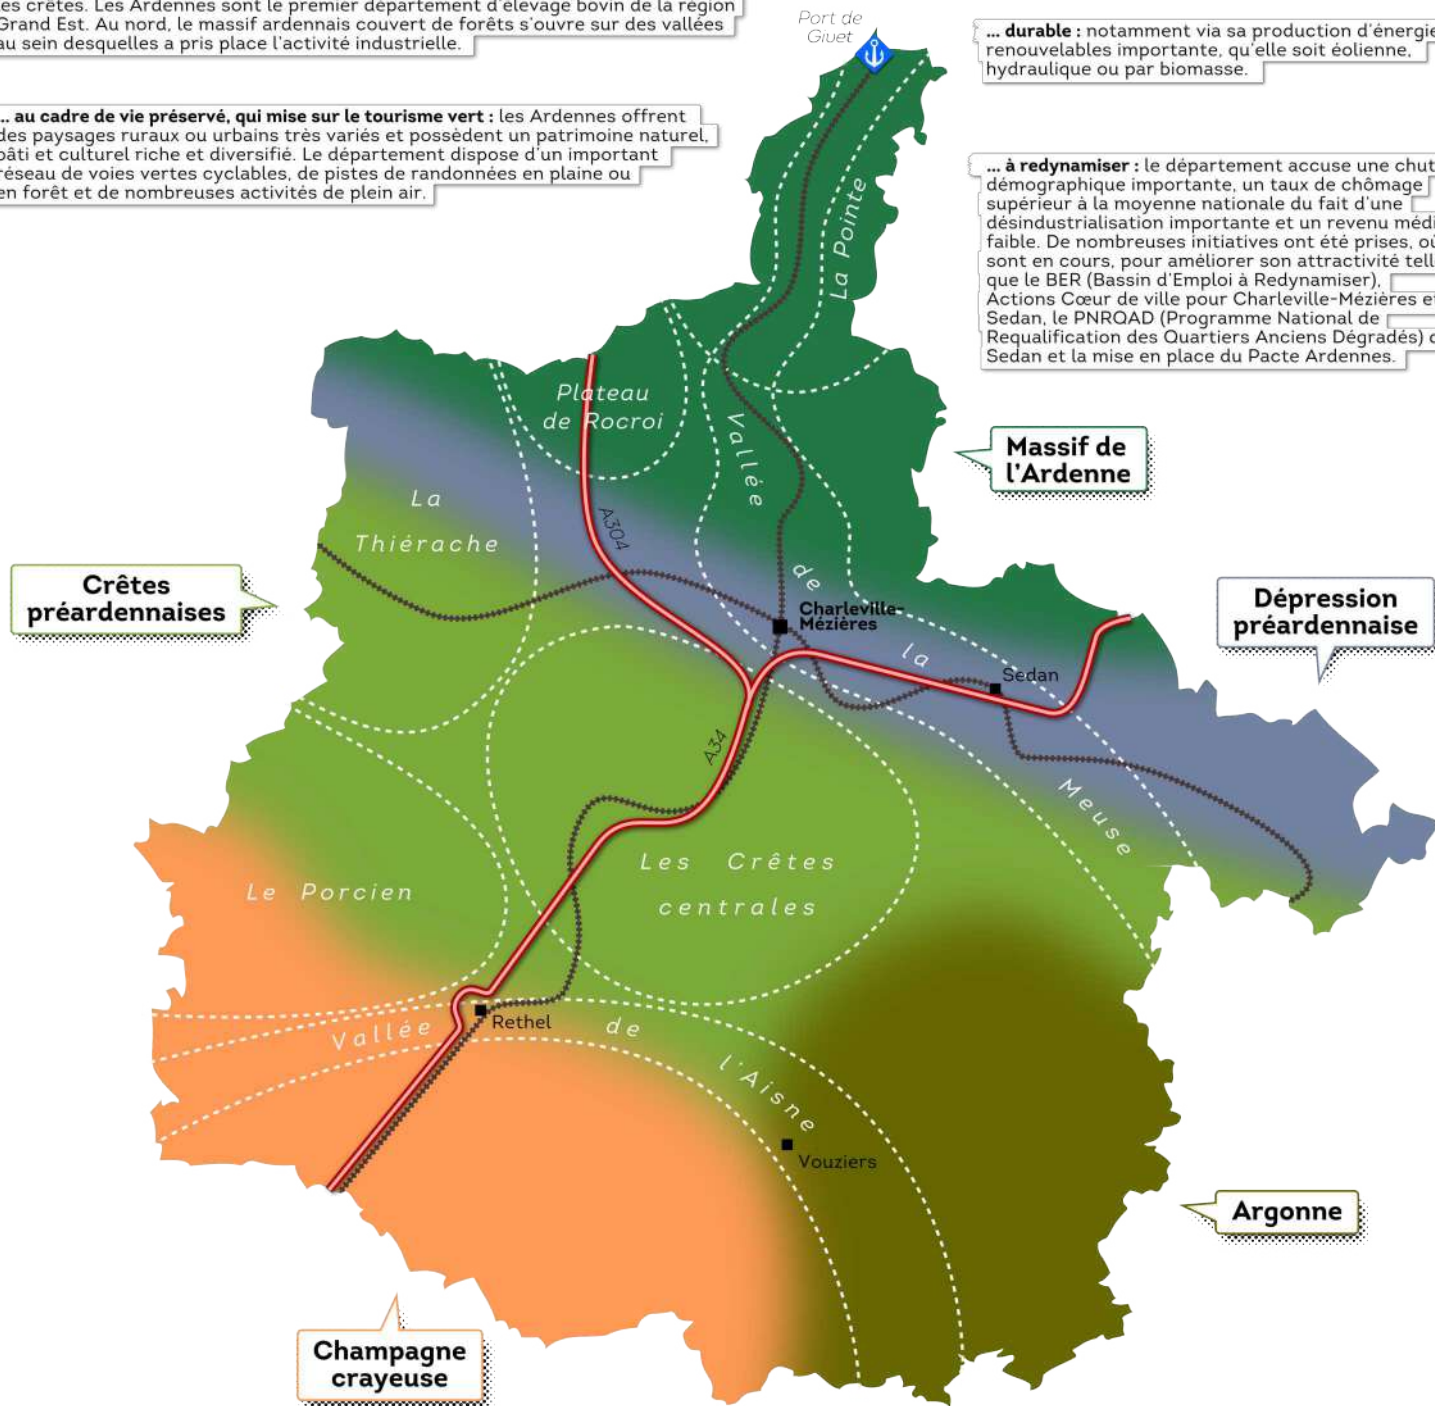 les crêtes. Les Ardennes sont le premier département d'élevage bovin de la région
Grand Est. Au nord, le massif ardennais couvert de forêts s'ouvre sur des vallées
au sein desquelles a pris place l'activité industrielle.
... au cadre de vie préservé, qui mise sur le tourisme vert : les Ardennes offrent
des paysages ruraux ou urbains très variés et possèdent un patrimoine naturel,
bâti et culturel riche et diversifié. Le département dispose d'un important
réseau de voies vertes cyclables, de pistes de randonnées en plaine ou
en forêt et de nombreuses activités de plein air.
Port de
Givet
... durable : notamment via sa production d'énergie
renouvelables importante, qu'elle soit éolienne,
hydraulique ou par biomasse.
... à redynamiser : le département accuse une chut
démographique importante, un taux de chômage
supérieur à la moyenne nationale du fait d'une
désindustrialisation importante et un revenu médi
faible. De nombreuses initiatives ont été prises, où
sont en cours, pour améliorer son attractivité tell
que le BER (Bassin d'Emploi à Redynamiser),
Actions Cœur de ville pour Charleville-Mézières et
Sedan, le PNRQAD (Programme National de
Requalification des Quartiers Anciens Dégradés) d
Sedan et la mise en place du Pacte Ardennes.
La Pointe
Plateau
de Rocroi
Vallée
de
la
Meuse
Massif de
l'Ardenne
La
Thiérache
A304
Crêtes
préardennaises
Charleville-
Mézières
Sedan
Dépression
préardennaise
A34
Les Crêtes
centrales
Le Porcien
Rethel
Vallée
de
l'Aisne
Vouziers
Argonne
Champagne
crayeuse